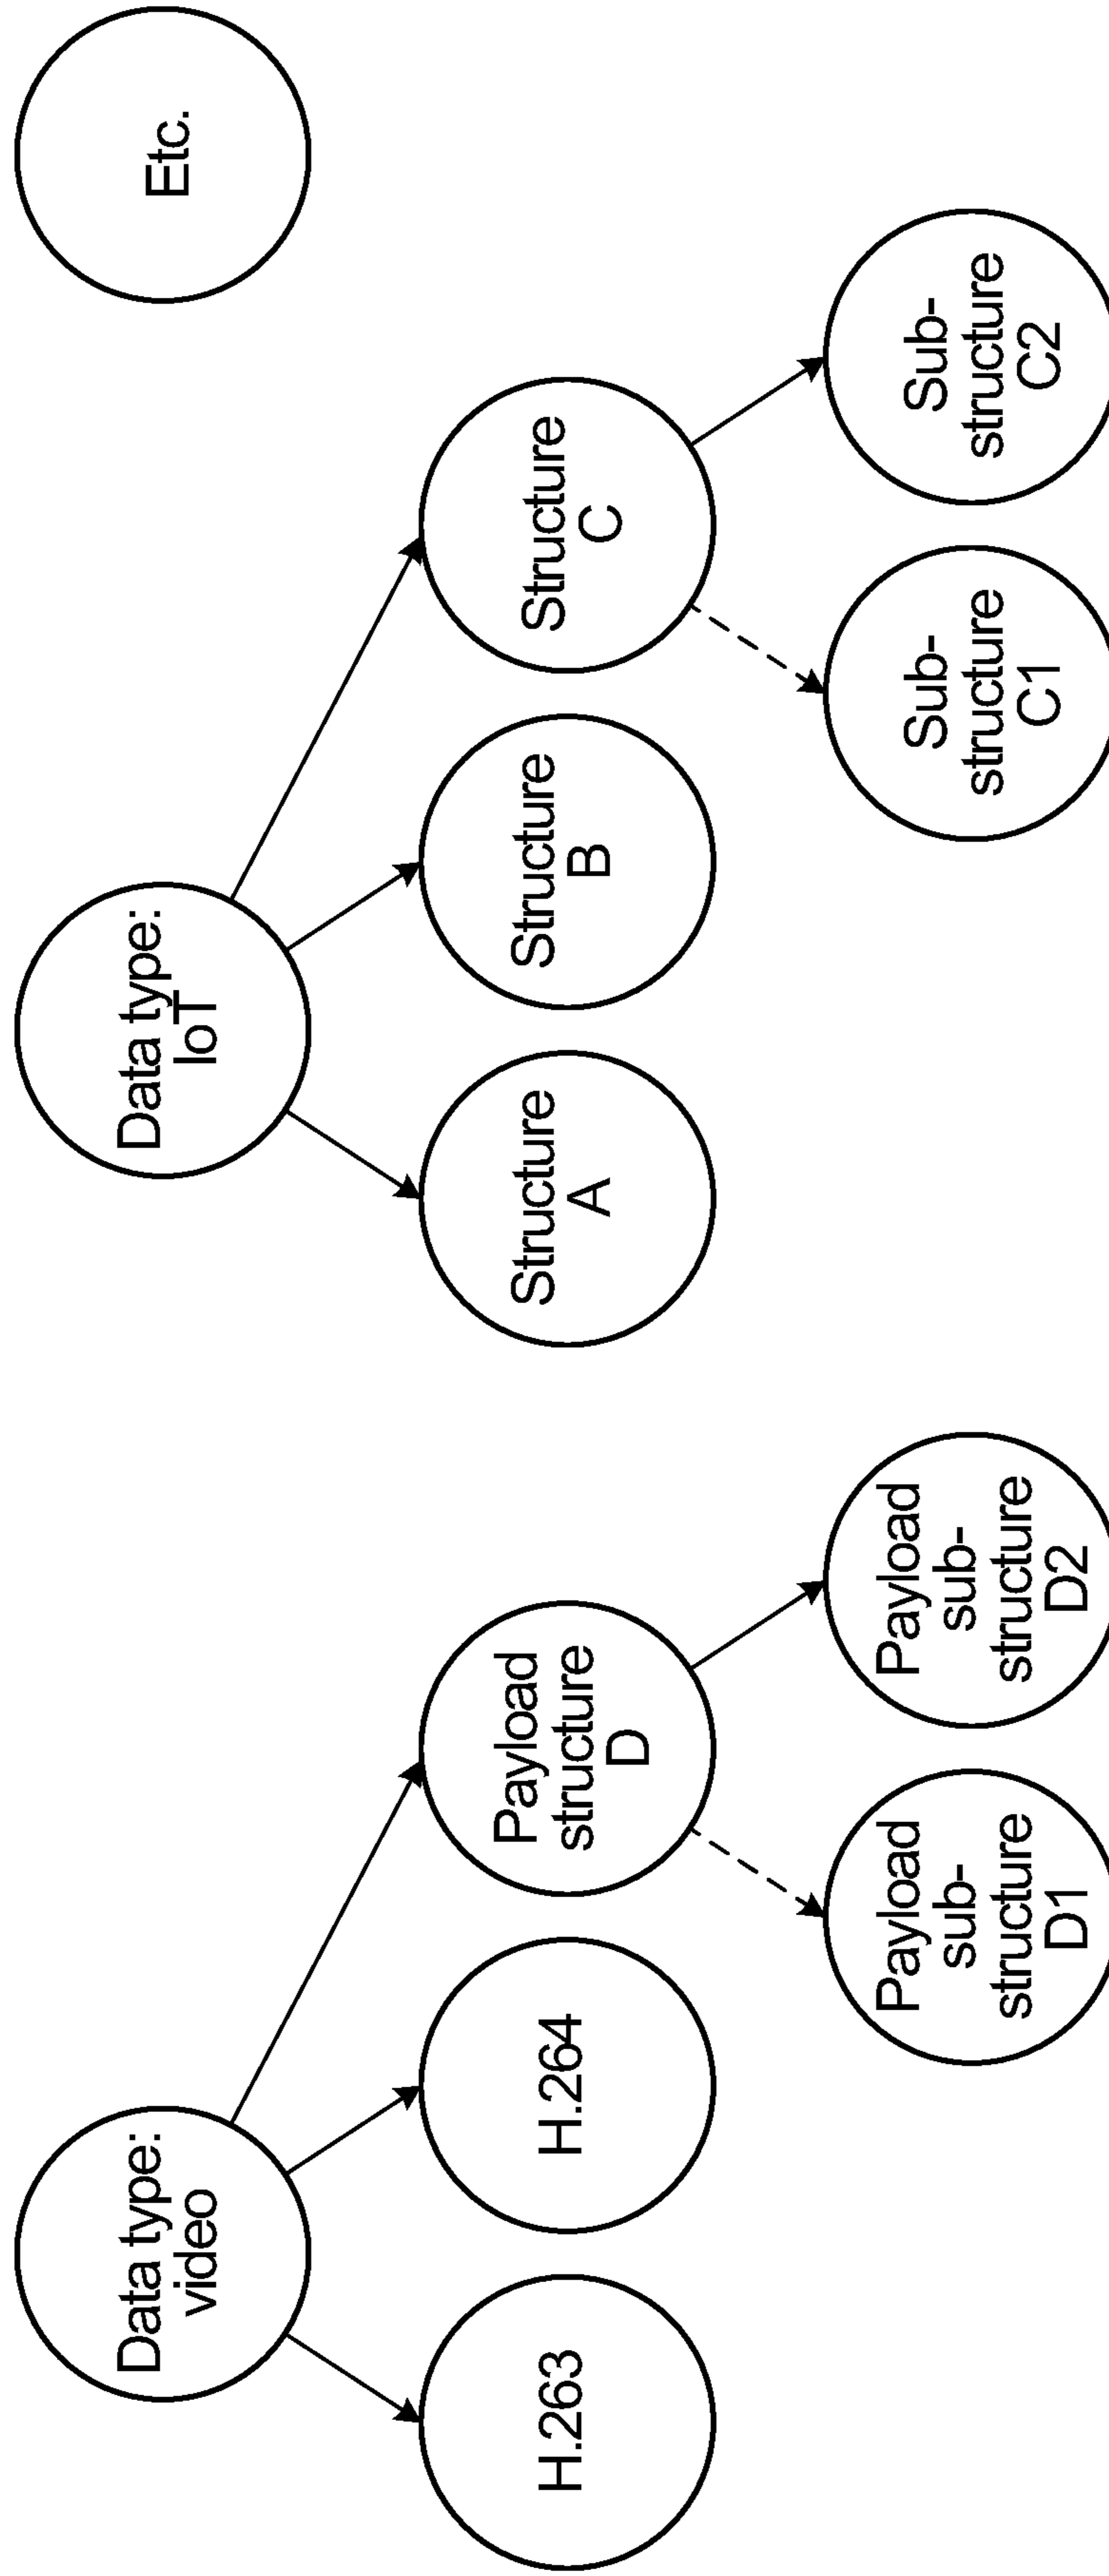 Data type:
video
Data type:
IoT
Etc.
H.263
H.264
Payload
structure
D
Structure
A
Structure
B
Structure
C
Payload
sub-
structure
D1
Payload
sub-
structure
D2
Sub-
structure
C1
Sub-
structure
C2